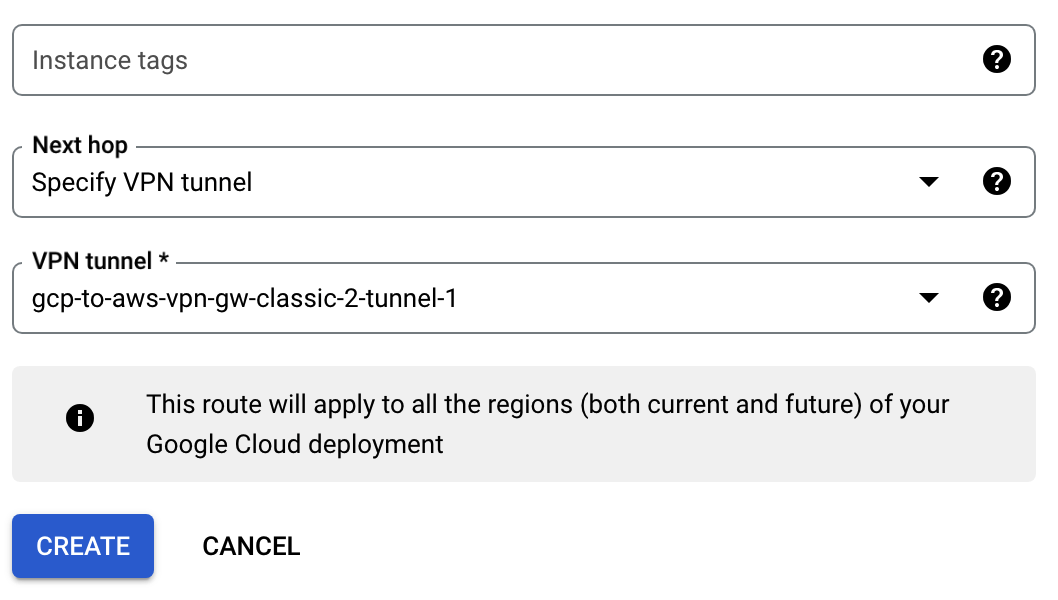 Instance tags
Next hop
Specify VPN tunnel
VPN tunnel *
gcp-to-aws-vpn-gw-classic-2-tunnel-1
This route will apply to all the regions (both current and future) of your
Google Cloud deployment
CREATE CANCEL